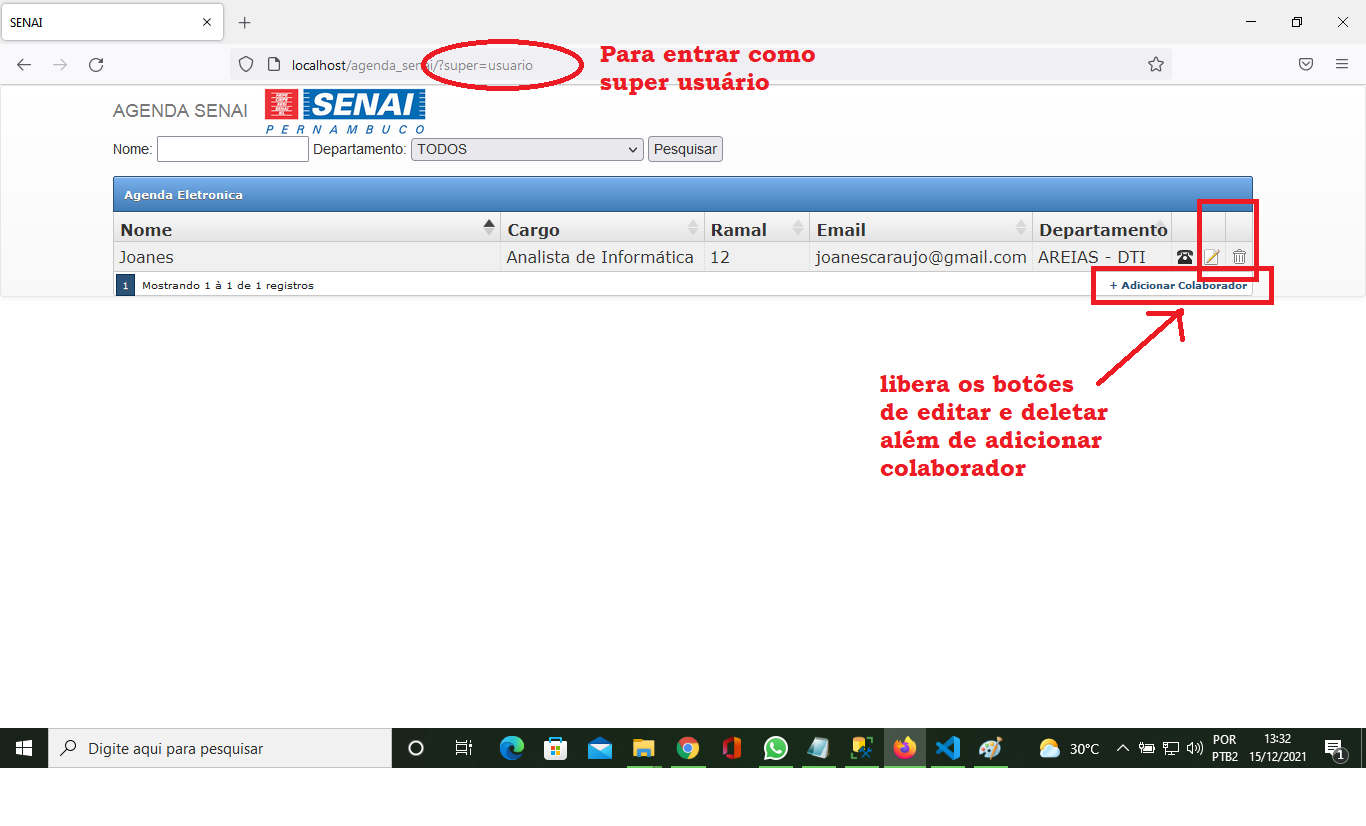 SENAI
localhost/agenda_senai/?super=usuario
Para entrar como
super usuário
AGENDA SENAI SENAI
PERNAMBUCO
Nome: Departamento: TODOS Pesquisar
Agenda Eletronica
Nome Cargo Ramal Email Departamento
Joanes Analista de Informática 12 joanescaraujo@gmail.com AREIAS - DTI
1 Mostrando 1 à 1 de 1 registros + Adicionar Colaborador
libera os botões
de editar e deletar
além de adicionar
colaborador
Digite aqui para pesquisar 30°C POR 13:32
PTB2 15/12/2021 1